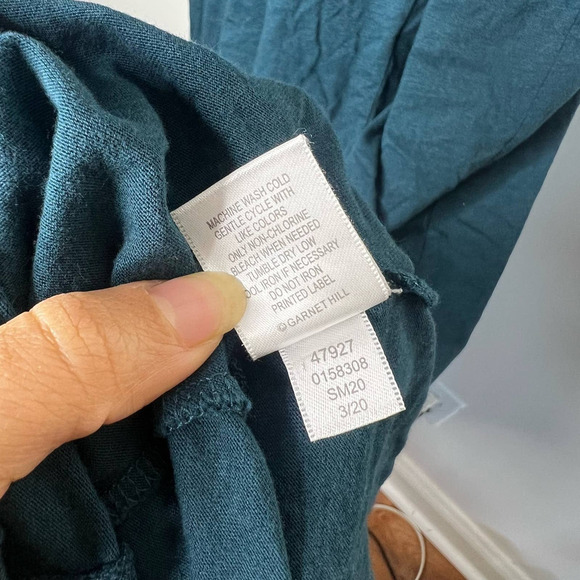 MACHINE WASH COLD
GENTLE CYCLE WITH
LIKE COLORS
ONLY NON-CHLORINE
BLEACH WHEN NEEDED
TUMBLE DRY LOW
OOL IRON IF NECESSARY
DO NOT IRON
PRINTED LABEL
© GARNET HILL
47927
0158308
SM20
3/20